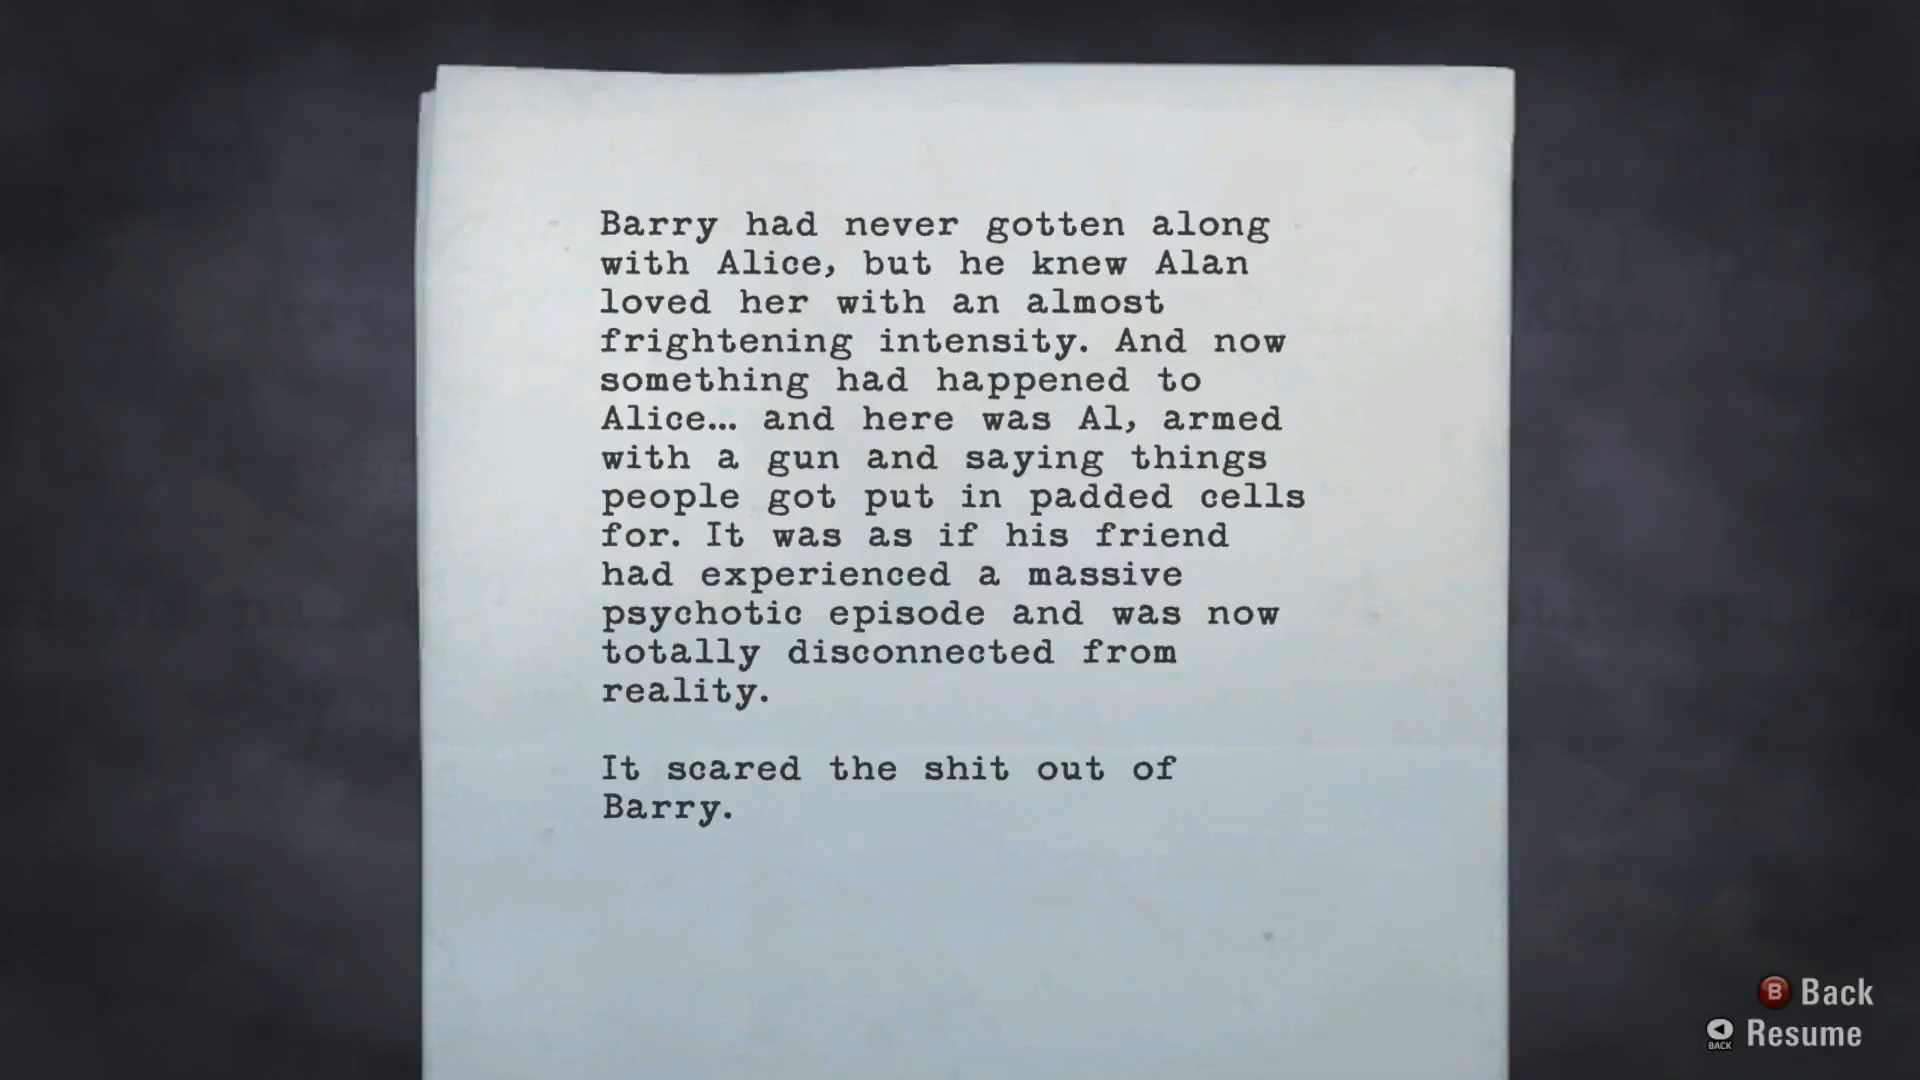 Barry had never gotten along
with Alice, but he knew Alan
loved her with an almost
frightening intensity. And now
something had happened to
Alice… and here was Al, armed
with a gun and saying things
people got put in padded cells
for. It was as if his friend
had experienced a massive
psychotic episode and was now
totally disconnected from
reality.
It scared the shit out of
Barry.
B Back
BACK Resume